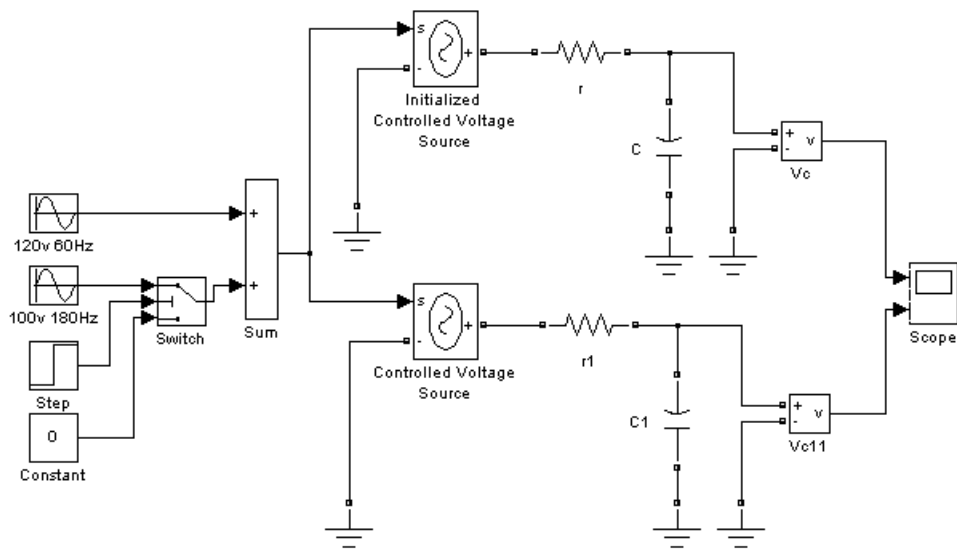 s
+
-
Initialized
Controlled Voltage
Source
r
C
+
-
v
Vc
120v 60Hz
+
100v 180Hz
+
Switch
Sum
Step
0
Constant
s
+
-
Controlled Voltage
Source
r1
C1
+
-
v
Vc11
Scope